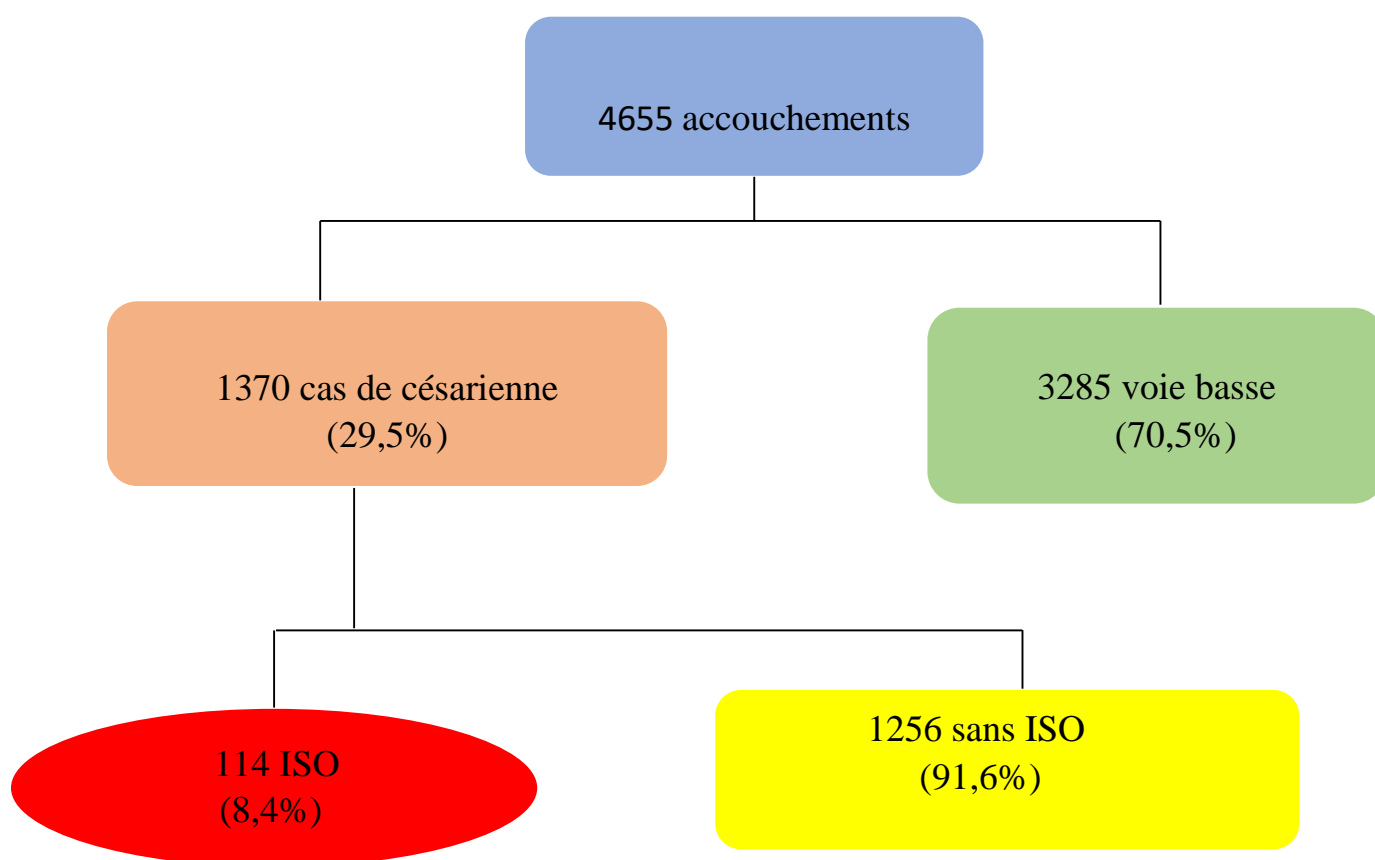 4655 accouchements
1370 cas de césarienne
(29,5%)
3285 voie basse
(70,5%)
114 ISO
(8,4%)
1256 sans ISO
(91,6%)